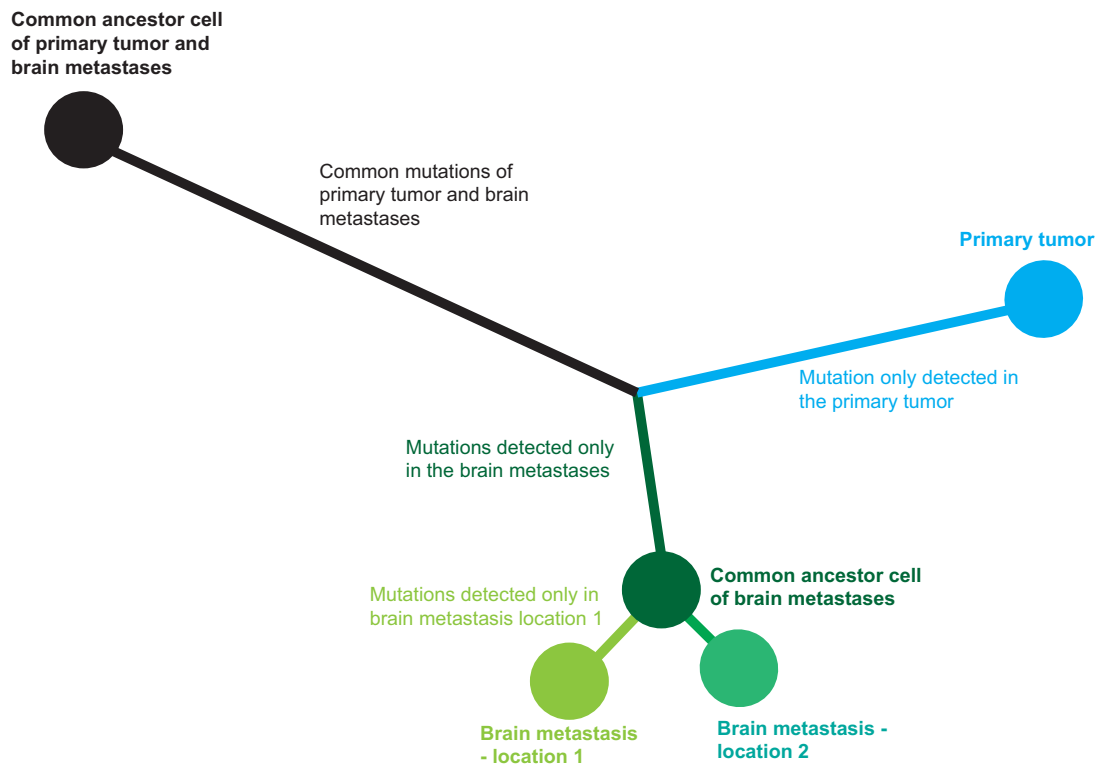 Common ancestor cell
of primary tumor and
brain metastases
Common mutations of
primary tumor and brain
metastases
Primary tumor
Mutation only detected in
the primary tumor
Mutations detected only
in the brain metastases
Common ancestor cell
of brain metastases
Mutations detected only in
brain metastasis location 1
Brain metastasis
- location 1
Brain metastasis -
location 2